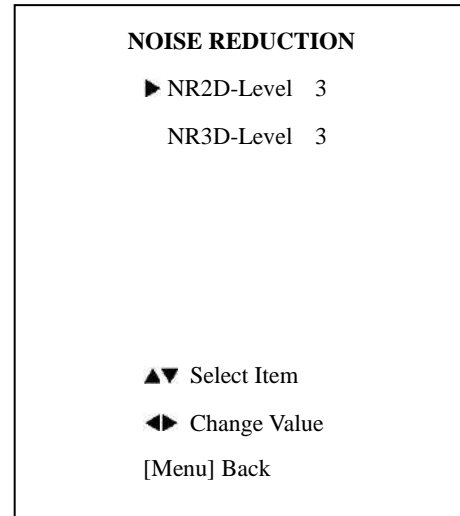 NOISE REDUCTION
▶ NR2D-Level 3
NR3D-Level 3
▲▼ Select Item
◀▶ Change Value
[Menu] Back